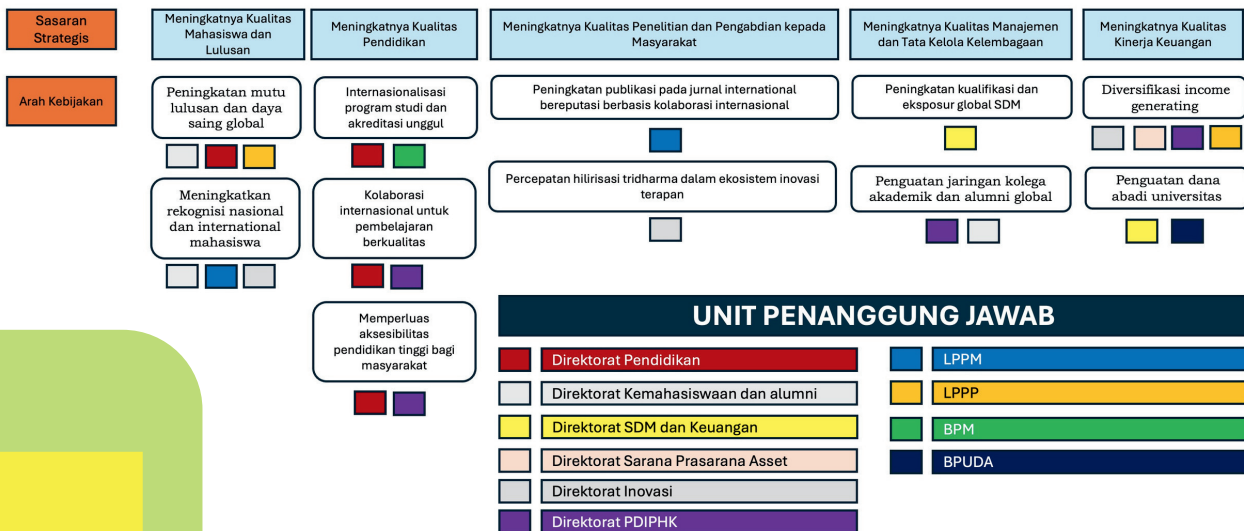 Sasaran
Strategis
Meningkatnya Kualitas
Mahasiswa dan
Lulusan
Meningkatnya Kualitas
Pendidikan
Meningkatnya Kualitas Penelitian dan Pengabdian kepada
Masyarakat
Meningkatnya Kualitas Manajemen
dan Tata Kelola Kelembagaan
Meningkatnya Kualitas
Kinerja Keuangan
Arah Kebijakan
Peningkatan mutu
lulusan dan daya
saing global
Internasionalisasi
program studi dan
akreditasi unggul
Peningkatan publikasi pada jurnal international
bereputasi berbasis kolaborasi internasional
Peningkatan kualifikasi dan
eksposur global SDM
Diversifikasi income
generating
Meningkatkan
rekognisi nasional
dan international
mahasiswa
Kolaborasi
internasional untuk
pembelajaran
berkualitas
Percepatan hilirisasi tridharma dalam ekosistem inovasi
terapan
Penguatan jaringan kolega
akademik dan alumni global
Penguatan dana
abadi universitas
Memperluas
aksesibilitas
pendidikan tinggi bagi
masyarakat
UNIT PENANGGUNG JAWAB
Direktorat Pendidikan
Direktorat Kemahasiswaan dan alumni
Direktorat SDM dan Keuangan
Direktorat Sarana Prasarana Asset
Direktorat Inovasi
Direktorat PDIPHK
LPPM
LPPP
BPM
BPUDA